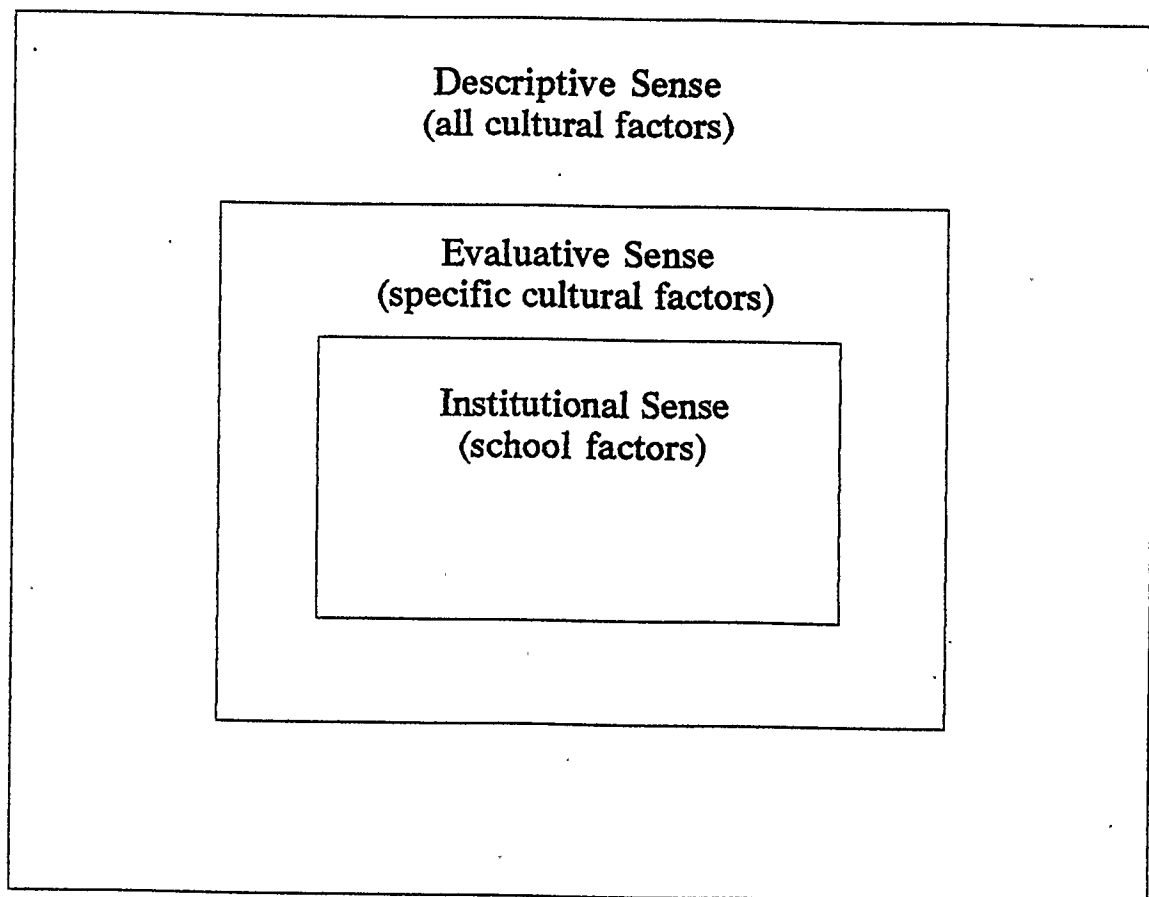 Descriptive Sense
(all cultural factors)
Evaluative Sense
(specific cultural factors)
Institutional Sense
(school factors)